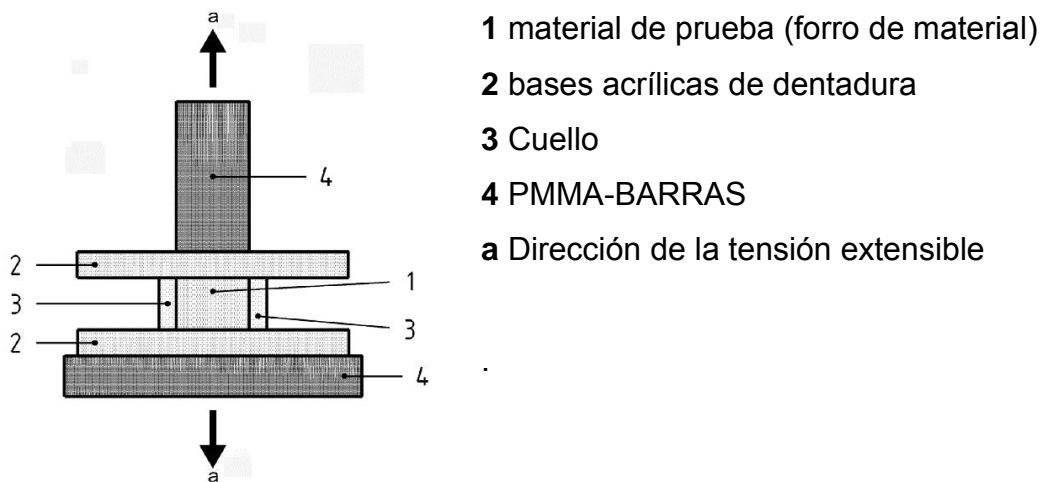 a
4
2
1
3
3
2
4
a
1 material de prueba (forro de material)
2 bases acrílicas de dentadura
3 Cuello
4 PMMA-BARRAS
a Dirección de la tensión extensible
.